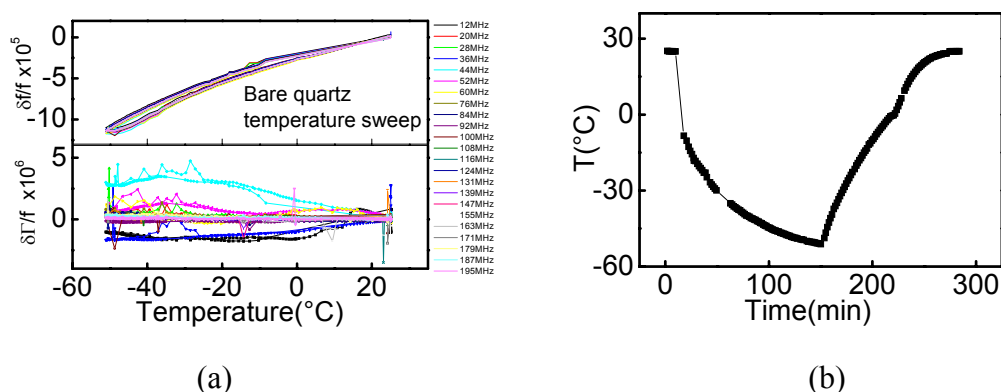 δf/f x10⁵
0
-5
-10
Bare quartz
temperature sweep
δΓ/f x10⁶
5
0
-60 -40 -20 0 20
Temperature(°C)
12MHz
20MHz
28MHz
36MHz
44MHz
52MHz
60MHz
76MHz
84MHz
92MHz
100MHz
108MHz
116MHz
124MHz
131MHz
139MHz
147MHz
155MHz
163MHz
171MHz
179MHz
187MHz
195MHz
(a)
T(°C)
30
0
-30
-60
0 100 200 300
Time(min)
(b)